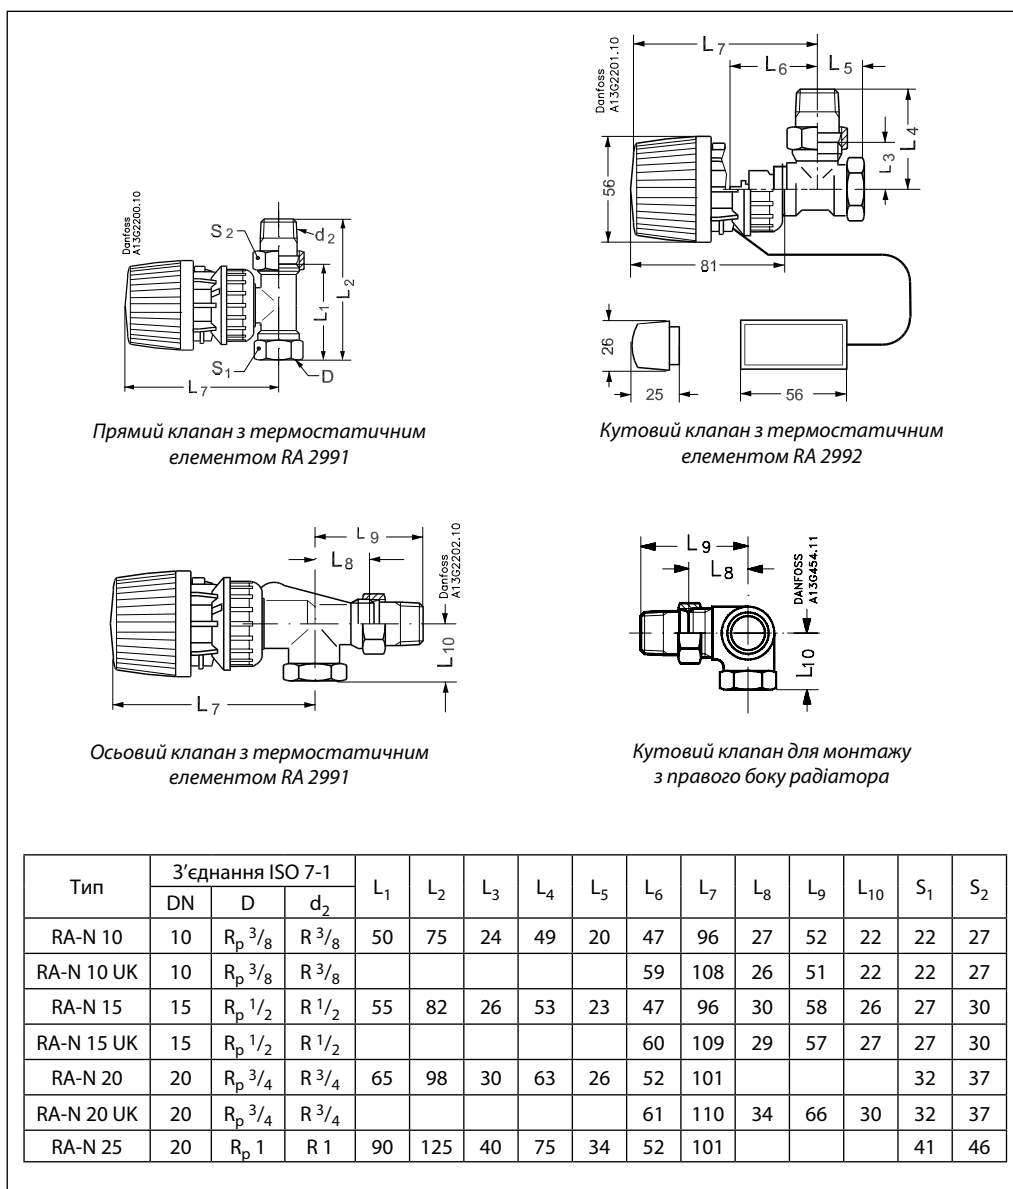 Danfoss
A13G2200.10
S2
d2
L2
L1
S1
D
L7
Прямий клапан з термостатичним
елементом RA 2991
Danfoss
A13G2201.10
L7
L6
L5
L4
L3
56
81
26
25
56
Кутовий клапан з термостатичним
елементом RA 2992
L9
L8
Danfoss
A13G2202.10
L10
L7
Осьовий клапан з термостатичним
елементом RA 2991
L9
L8
DANFOSS
A13G454.11
L10
Кутовий клапан для монтажу
з правого боку радіатора
Тип З’єднання ISO 7-1 L1 L2 L3 L4 L5 L6 L7 L8 L9 L10 S1 S2
DN D d2
RA-N 10 10 Rp 3/8 R 3/8 50 75 24 49 20 47 96 27 52 22 22 27
RA-N 10 UK 10 Rp 3/8 R 3/8 59 108 26 51 22 22 27
RA-N 15 15 Rp 1/2 R 1/2 55 82 26 53 23 47 96 30 58 26 27 30
RA-N 15 UK 15 Rp 1/2 R 1/2 60 109 29 57 27 27 30
RA-N 20 20 Rp 3/4 R 3/4 65 98 30 63 26 52 101 32 37
RA-N 20 UK 20 Rp 3/4 R 3/4 61 110 34 66 30 32 37
RA-N 25 20 Rp 1 R 1 90 125 40 75 34 52 101 41 46